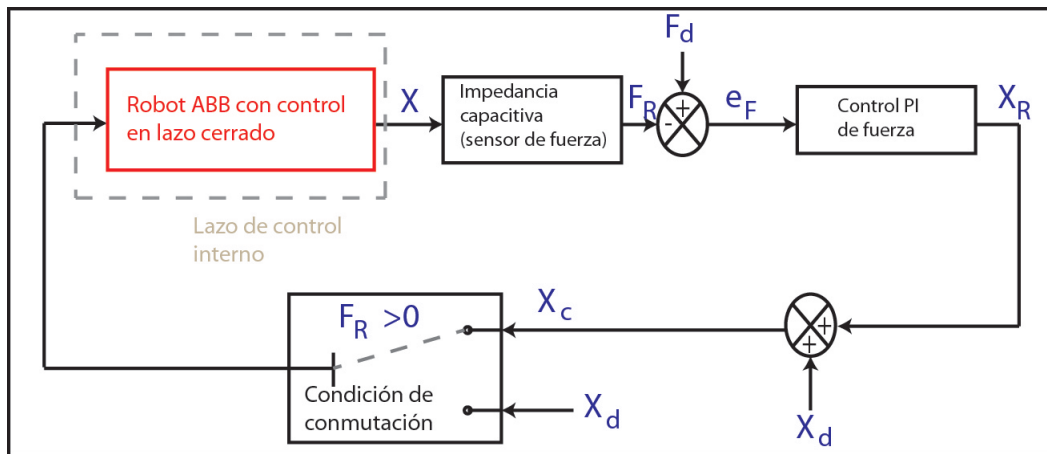 F d
Robot ABB con control
en lazo cerrado
X
Impedancia
capacitiva
(sensor de fuerza)
F R
+
-
e F
Control PI
de fuerza
X R
Lazo de control
interno
F R >0
X c
+
+
Condición de
conmutación
X d
X d